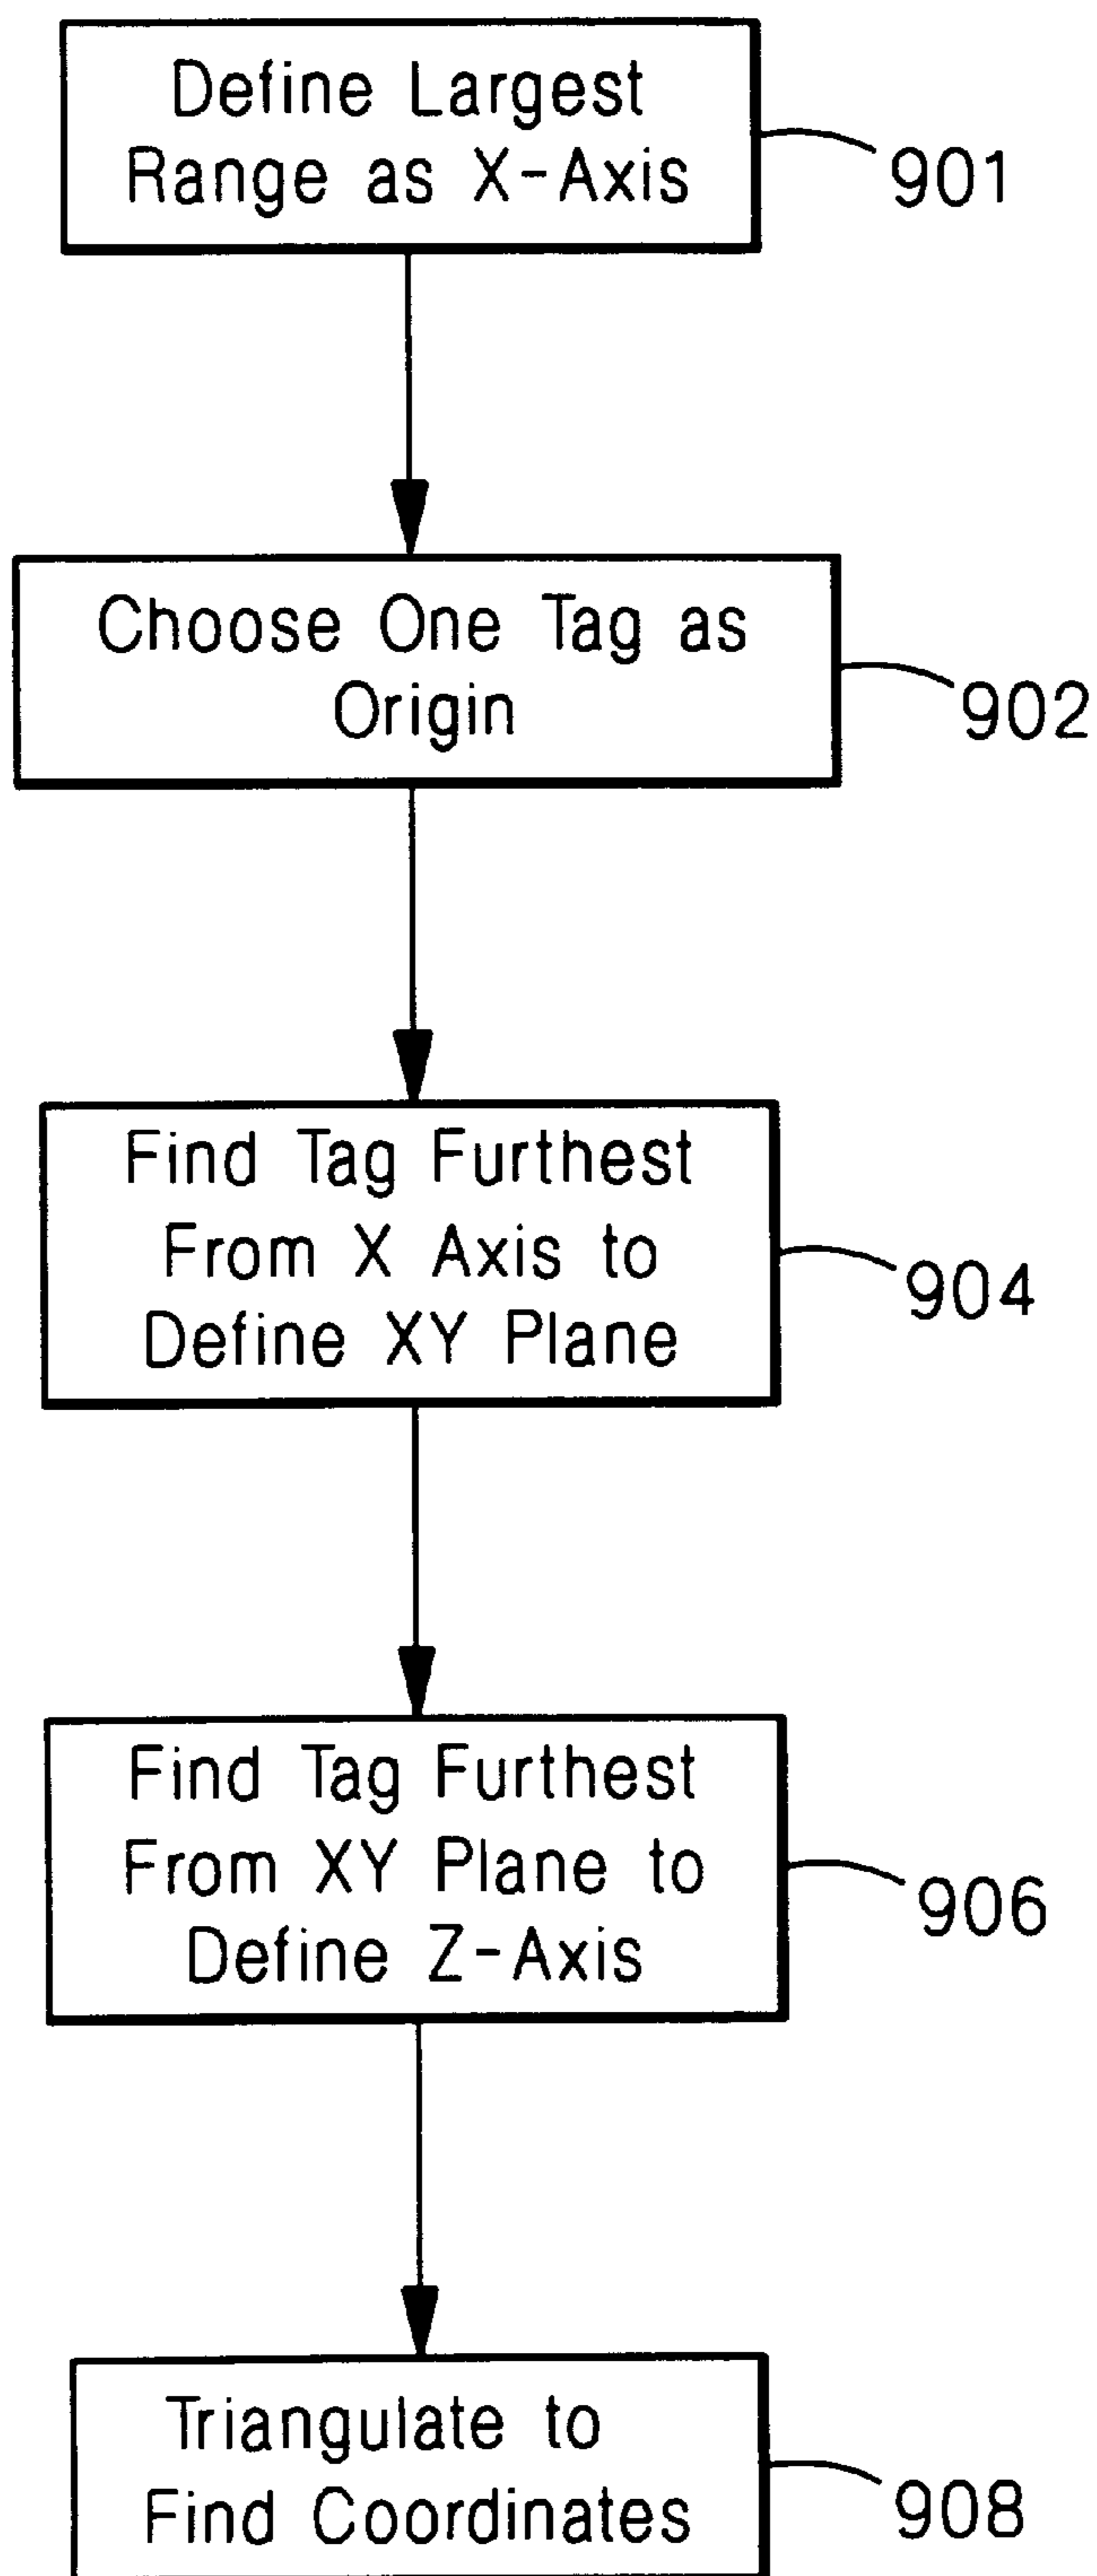 Define Largest
Range as X-Axis
901
Choose One Tag as
Origin
902
Find Tag Furthest
From X Axis to
Define XY Plane
904
Find Tag Furthest
From XY Plane to
Define Z-Axis
906
Triangulate to
Find Coordinates
908